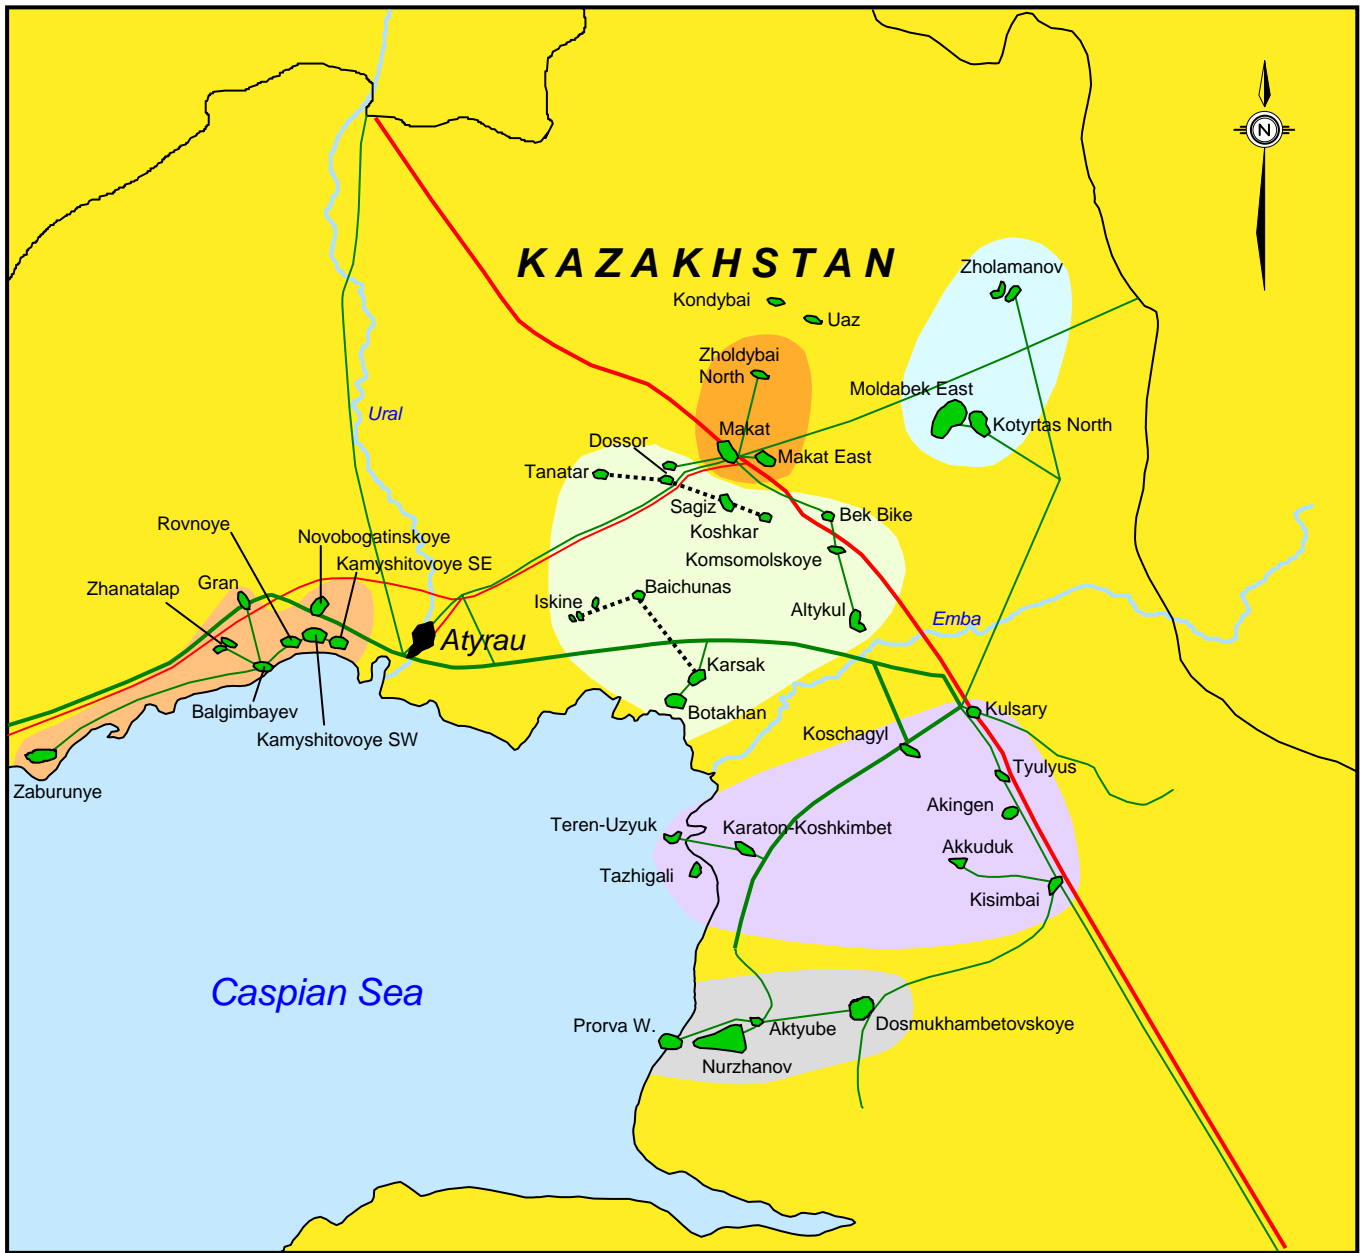 N
KAZAKHSTAN
Zholamanov
Kondybai
Uaz
Zholdybai
North
Moldabek East
Ural
Kotyrtas North
Makat
Dossor
Makat East
Tanatar
Sagiz
Bek Bike
Rovnoye
Koshkar
Novobogatinskoye
Komsomolskoye
Kamyshitovoye SE
Gran
Zhanatalap
Baichunas
Iskine
Altykul
Emba
Atyrau
Karsak
Balgimbayev
Botakhan
Kulsary
Kamyshitovoye SW
Koschagyl
Tyulyus
Zaburunye
Akingen
Teren-Uzyuk
Karaton-Koshkimbet
Akkuduk
Tazhigali
Kisimbai
Caspian Sea
Prorva W.
Aktyube
Dosmukhambetovskoye
Nurzhanov